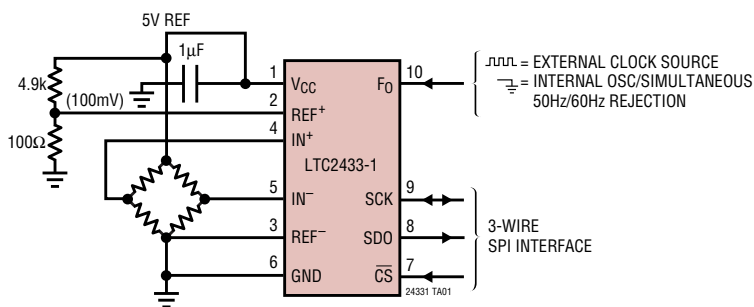 5V REF
1µF
4.9k
(100mV)
100Ω
1
VCC
2
REF+
4
IN+
LTC2433-1
5
IN−
3
REF−
6
GND
FO
10
SCK
9
SDO
8
CS
7
= EXTERNAL CLOCK SOURCE
= INTERNAL OSC/SIMULTANEOUS
50Hz/60Hz REJECTION
3-WIRE
SPI INTERFACE
24331 TA01